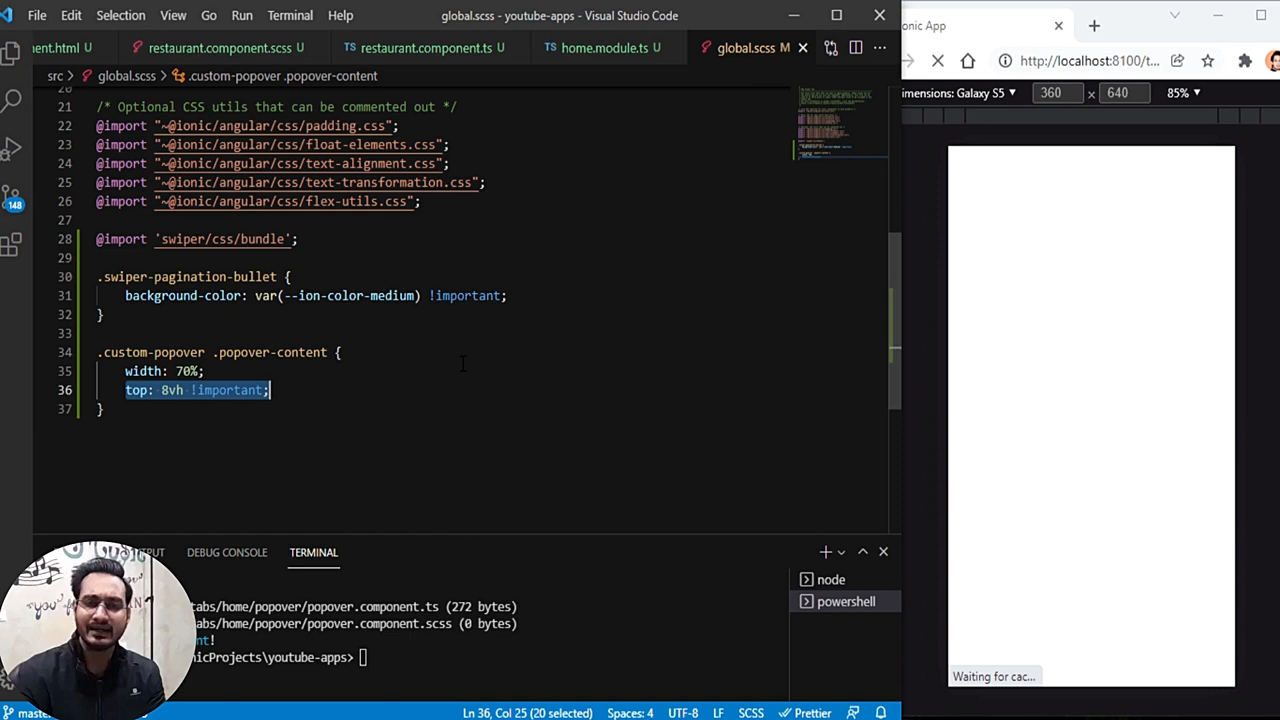 File Edit Selection View Go Run Terminal Help
global.scss - youtube-apps - Visual Studio Code
ent.html U
restaurant.component.scss U
TS restaurant.component.ts U
TS home.module.ts U
global.scss M
src > global.scss > .custom-popover .popover-content
20
21 /* Optional CSS utils that can be commented out */
22 @import "~@ionic/angular/css/padding.css";
23 @import "~@ionic/angular/css/float-elements.css";
24 @import "~@ionic/angular/css/text-alignment.css";
25 @import "~@ionic/angular/css/text-transformation.css";
26 @import "~@ionic/angular/css/flex-utils.css";
27
28 @import 'swiper/css/bundle';
29
30 .swiper-pagination-bullet {
31 background-color: var(--ion-color-medium) !important;
32 }
33
34 .custom-popover .popover-content {
35 width: 70%;
36 top: 8vh !important;
37 }
148
PUT DEBUG CONSOLE TERMINAL
node
powershell
tabs/home/popover/popover.component.ts (272 bytes)
tabs/home/popover/popover.component.scss (0 bytes)
nt!
nicProjects\youtube-apps>
master
Ln 36, Col 25 (20 selected) Spaces: 4 UTF-8 LF SCSS Prettier
onic App
http://localhost:8100/t...
imensions: Galaxy S5 360 x 640 85%
Waiting for cac...